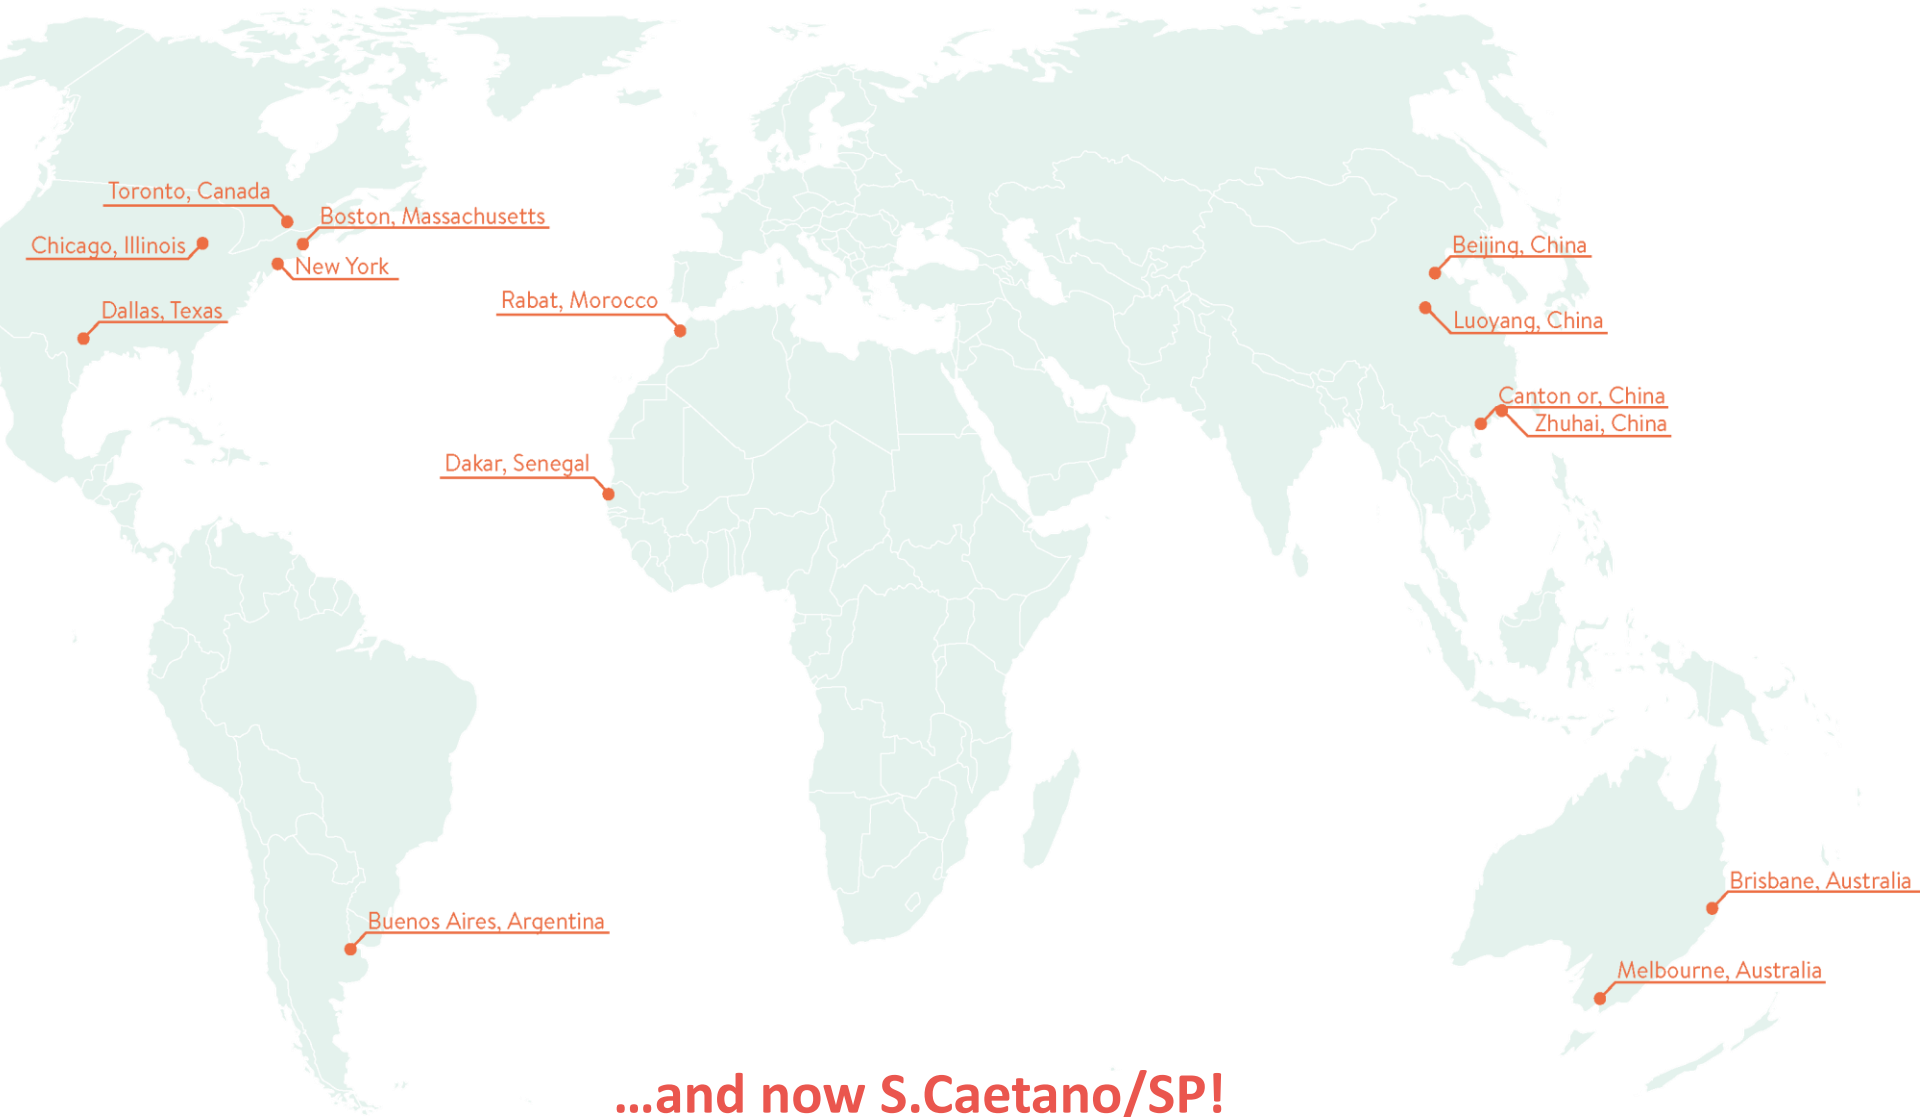 Toronto, Canada
Boston, Massachusetts
Chicago, Illinois
New York
Dallas, Texas
Rabat, Morocco
Beijing, China
Luoyang, China
Canton or, China
Zhuhai, China
Dakar, Senegal
Buenos Aires, Argentina
Brisbane, Australia
Melbourne, Australia
...and now S.Caetano/SP!